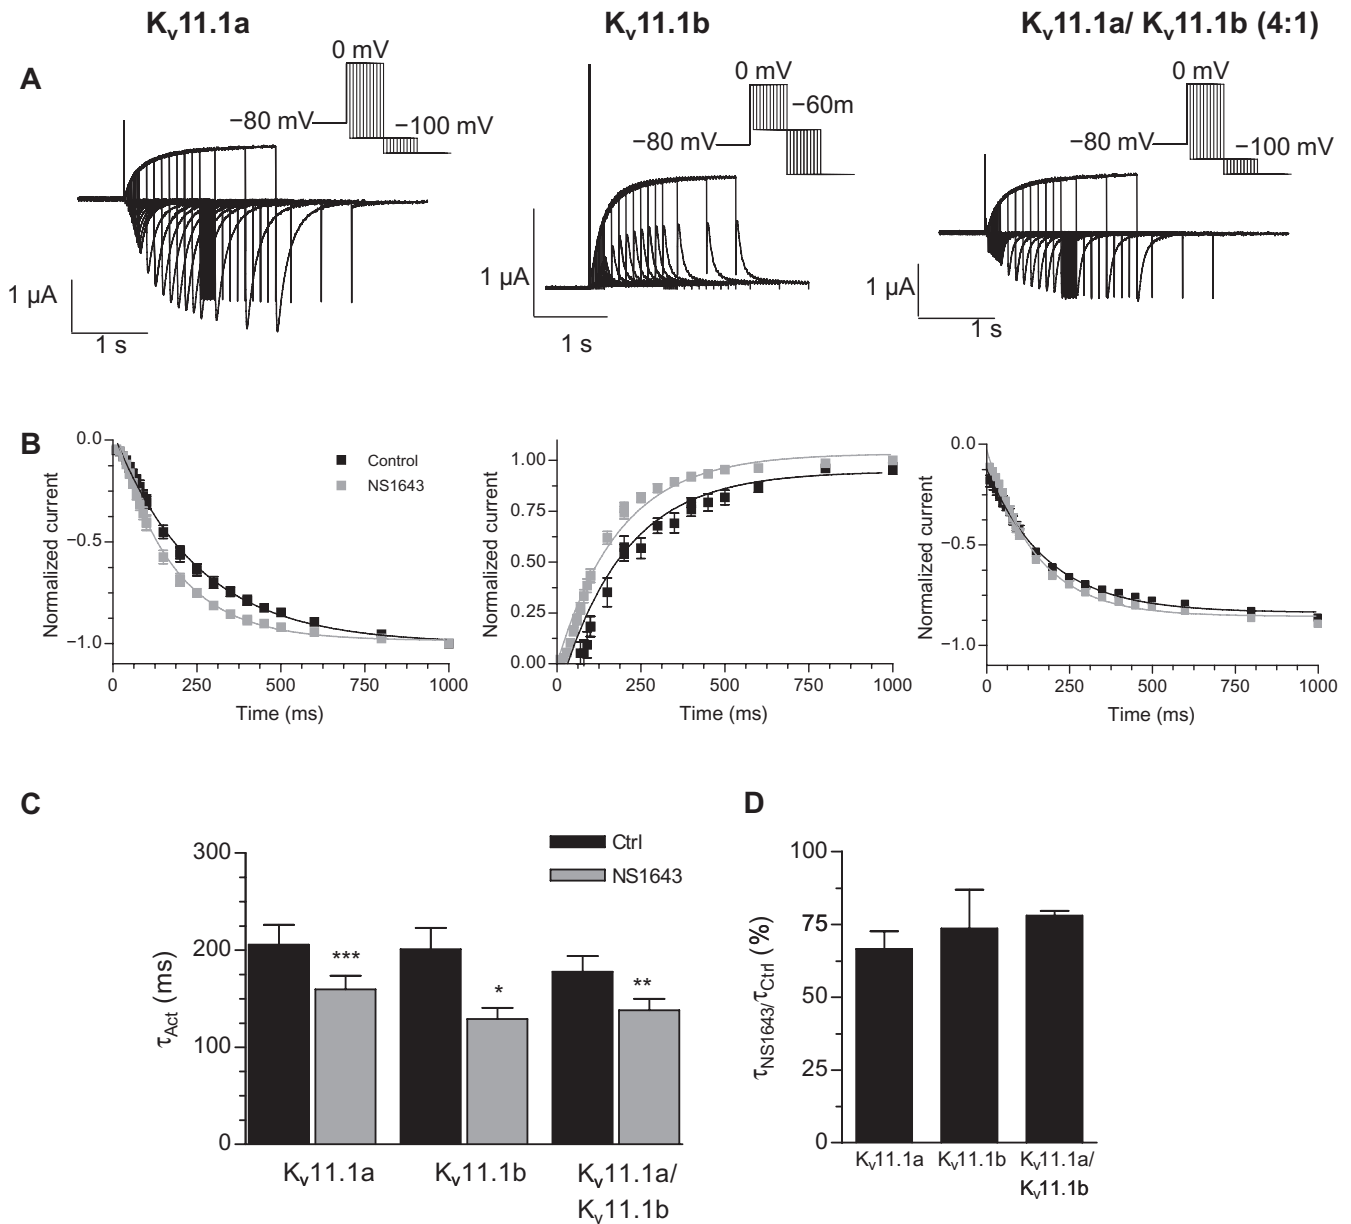 Kv11.1a
Kv11.1b
Kv11.1a/ Kv11.1b (4:1)
A
0 mV
−80 mV
−100 mV
1 µA
1 s
0 mV
−60m
−80 mV
1 µA
1 s
0 mV
−80 mV
−100 mV
1 µA
1 s
B
Normalized current
0.0
−0.5
−1.0
Control
NS1643
0 250 500 750 1000
Time (ms)
Normalized current
1.00
0.75
0.50
0.25
0.00
0 250 500 750 1000
Time (ms)
Normalized current
0.0
−0.5
−1.0
0 250 500 750 1000
Time (ms)
C
Ctrl
NS1643
τAct (ms)
300
200
100
0
***
*
**
Kv11.1a
Kv11.1b
Kv11.1a/
Kv11.1b
D
τNS1643/τCtrl (%)
100
75
50
25
0
Kv11.1a
Kv11.1b
Kv11.1a/
Kv11.1b